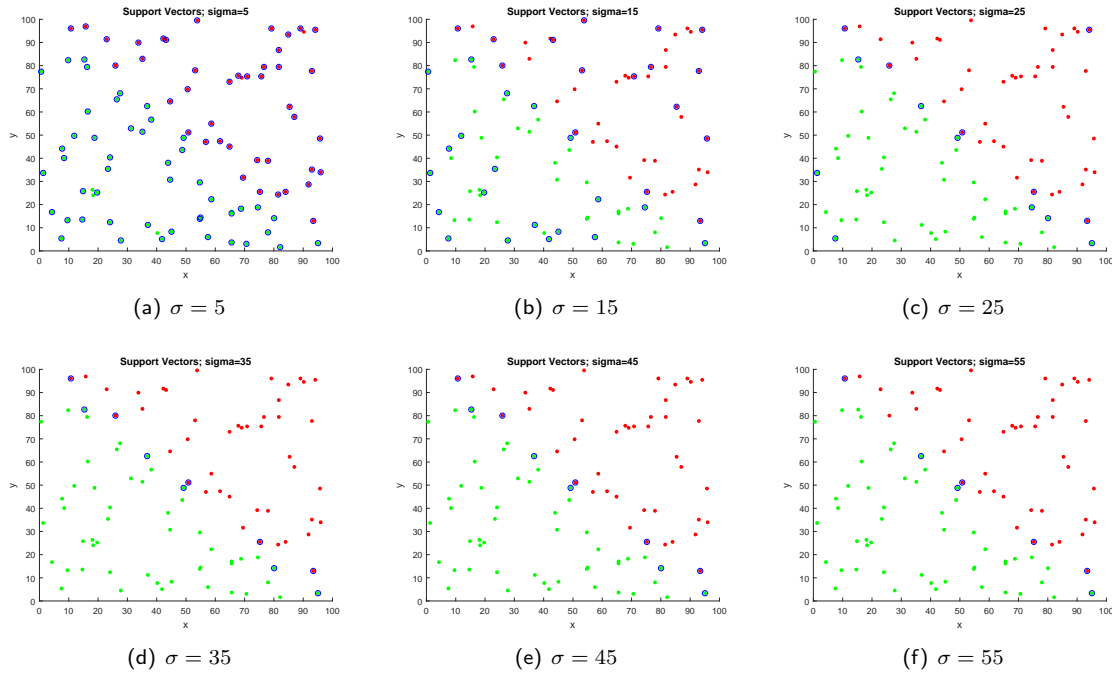 Support Vectors; sigma=5
100
90
80
70
60
50
40
30
20
10
0
y
0 10 20 30 40 50 60 70 80 90 100
x
(a) σ = 5
Support Vectors; sigma=15
100
90
80
70
60
50
40
30
20
10
0
y
0 10 20 30 40 50 60 70 80 90 100
x
(b) σ = 15
Support Vectors; sigma=25
100
90
80
70
60
50
40
30
20
10
0
y
0 10 20 30 40 50 60 70 80 90 100
x
(c) σ = 25
Support Vectors; sigma=35
100
90
80
70
60
50
40
30
20
10
0
y
0 10 20 30 40 50 60 70 80 90 100
x
(d) σ = 35
Support Vectors; sigma=45
100
90
80
70
60
50
40
30
20
10
0
y
0 10 20 30 40 50 60 70 80 90 100
x
(e) σ = 45
Support Vectors; sigma=55
100
90
80
70
60
50
40
30
20
10
0
y
0 10 20 30 40 50 60 70 80 90 100
x
(f) σ = 55